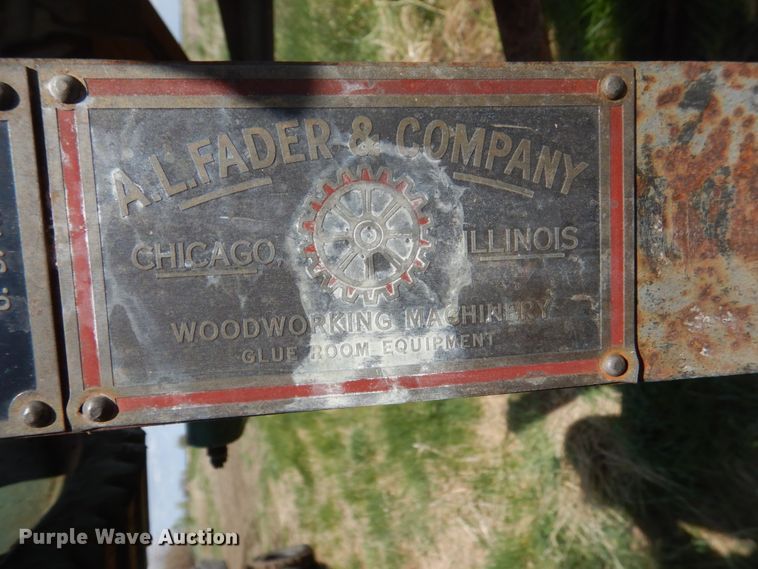 A.L.FADER & COMPANY
CHICAGO, ILLINOIS
WOODWORKING MACHINERY
GLUE ROOM EQUIPMENT
Purple Wave Auction